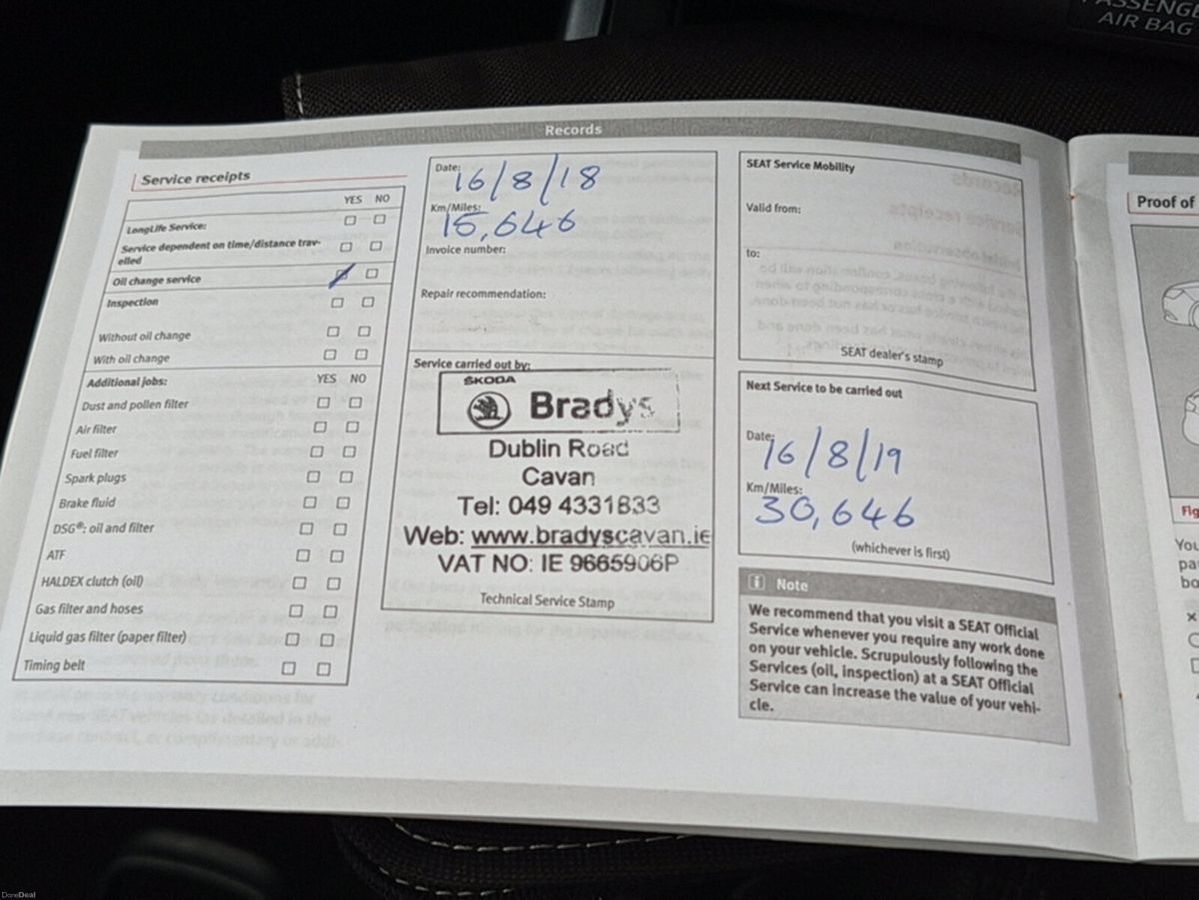 PASSENGE
AIR BAG
Records
Service receipts
YES NO
LongLife Service:
Service dependent on time/distance trav-
elled
Oil change service
Inspection
Without oil change
With oil change
Additional jobs: YES NO
Dust and pollen filter
Air filter
Fuel filter
Spark plugs
Brake fluid
DSG®: oil and filter
ATF
HALDEX clutch (oil)
Gas filter and hoses
Liquid gas filter (paper filter)
Timing belt
Date:
16/8/18
Km/Miles:
15,646
Invoice number:
Repair recommendation:
Service carried out by:
ŠKODA
Bradys
Dublin Road
Cavan
Tel: 049 4331833
Web: www.bradyscavan.ie
VAT NO: IE 9665906P
Technical Service Stamp
SEAT Service Mobility
Valid from:
to:
SEAT dealer's stamp
Next Service to be carried out
Date:
16/8/19
Km/Miles:
30,646
(whichever is first)
i Note
We recommend that you visit a SEAT Official
Service whenever you require any work done
on your vehicle. Scrupulously following the
Services (oil, inspection) at a SEAT Official
Service can increase the value of your vehi-
cle.
Proof of
Fig
You
pa
bo
DoneDeal